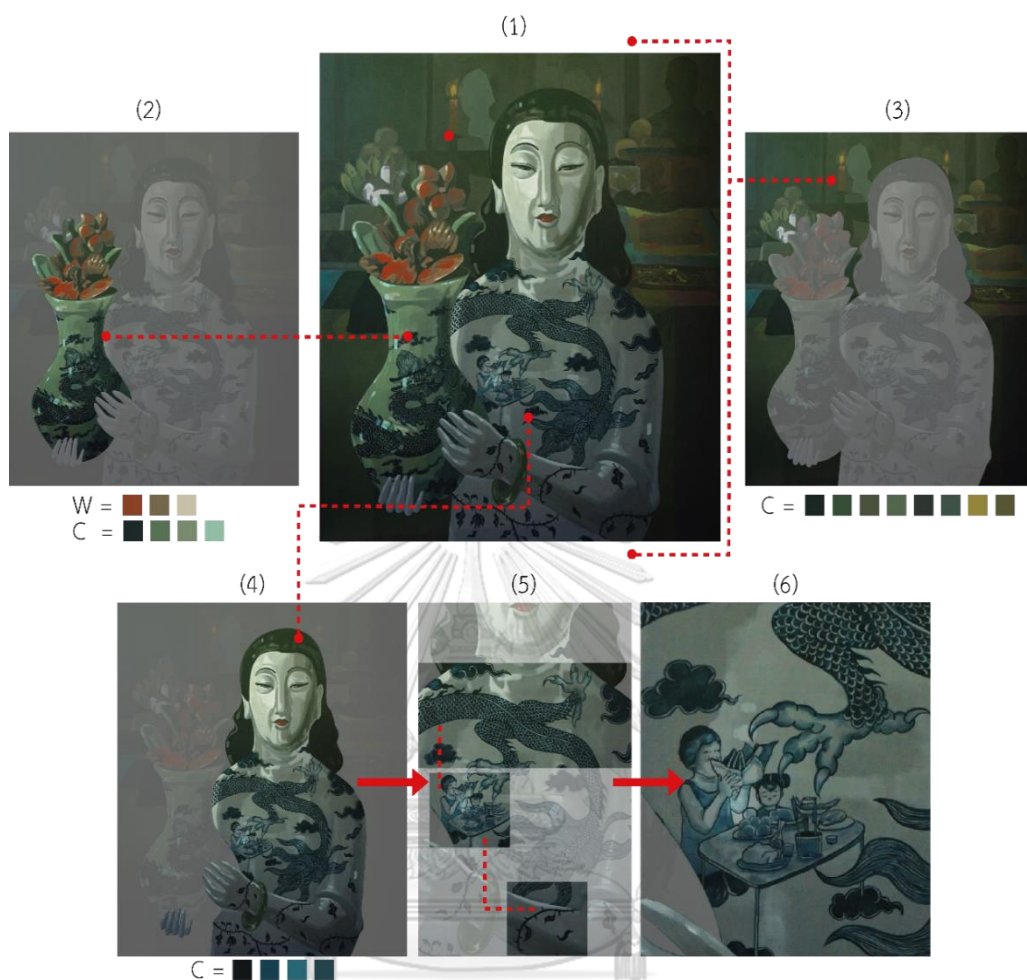 (1)
(2)
(3)
W =
C =
C =
(4)
(5)
(6)
C =